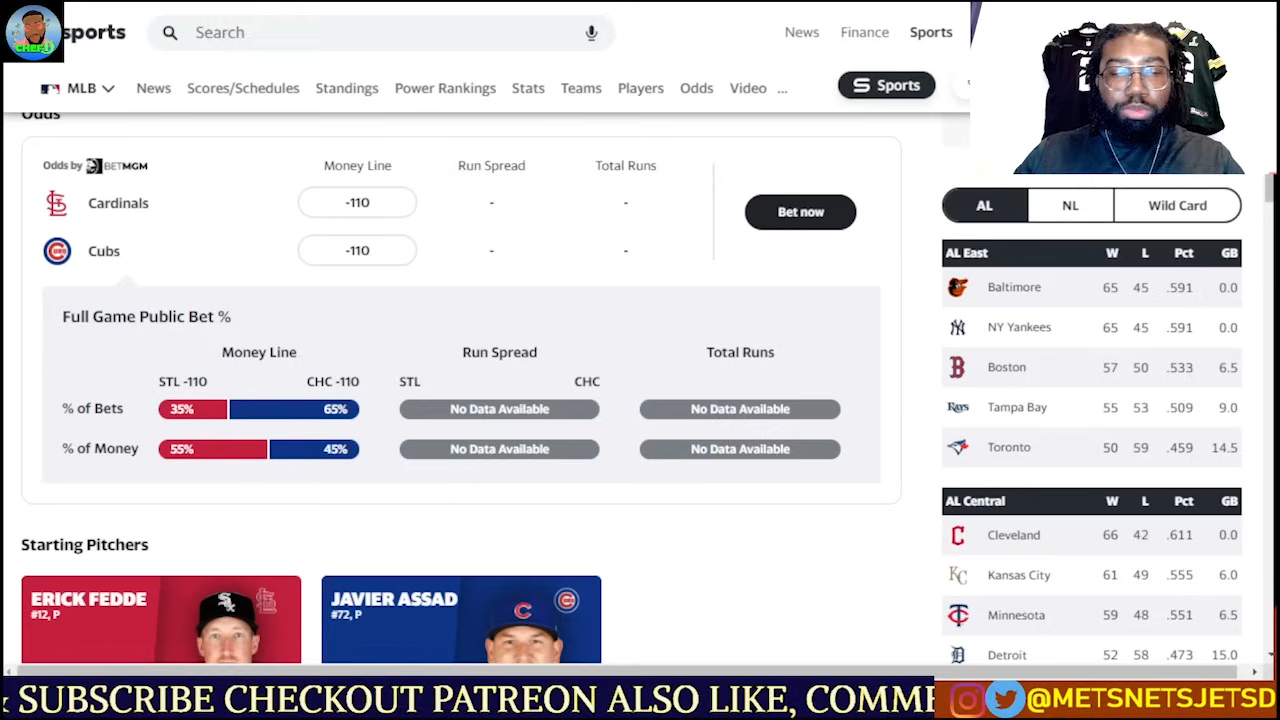 CHEFJ
sports
Search
News Finance Sports
MLB News Scores/Schedules Standings Power Rankings Stats Teams Players Odds Video ...
Sports
Odds
Odds by BETMGM Money Line Run Spread Total Runs
Cardinals -110 - -
Bet now
Cubs -110 - -
Full Game Public Bet %
Money Line Run Spread Total Runs
STL -110 CHC -110 STL CHC
% of Bets 35% 65% No Data Available No Data Available
% of Money 55% 45% No Data Available No Data Available
Starting Pitchers
ERICK FEDDE
#12, P
JAVIER ASSAD
#72, P
AL NL Wild Card
AL East W L Pct GB
Baltimore 65 45 .591 0.0
NY Yankees 65 45 .591 0.0
Boston 57 50 .533 6.5
Tampa Bay 55 53 .509 9.0
Toronto 50 59 .459 14.5
AL Central W L Pct GB
Cleveland 66 42 .611 0.0
Kansas City 61 49 .555 6.0
Minnesota 59 48 .551 6.5
Detroit 52 58 .473 15.0
SUBSCRIBE CHECKOUT PATREON ALSO LIKE, COMME
@METSNETSJETSD